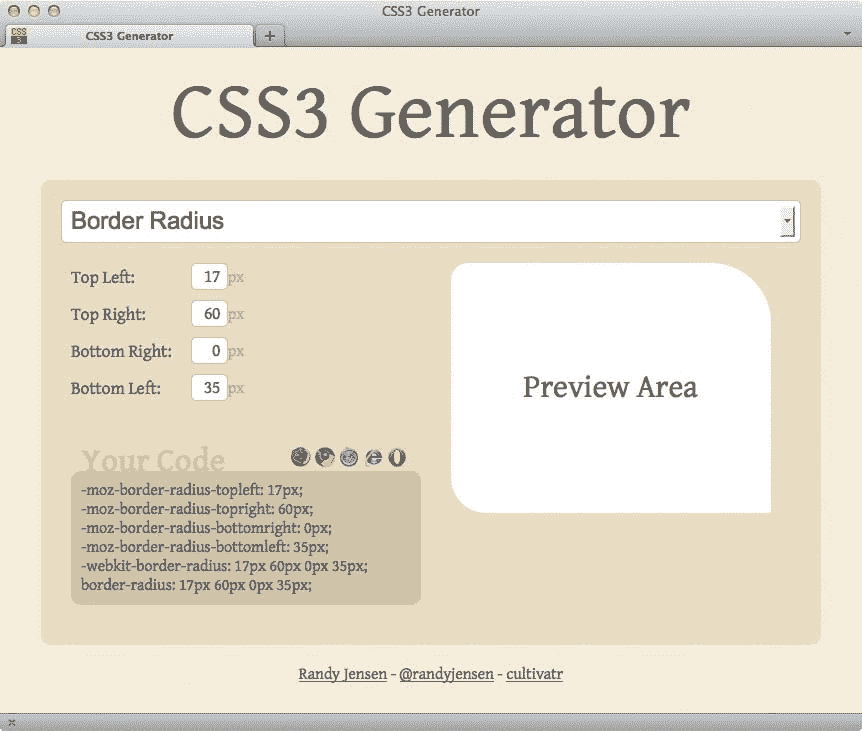 CSS3 Generator
CSS
3
CSS3 Generator
CSS3 Generator
Border Radius
Top Left: 17 px
Top Right: 60 px
Bottom Right: 0 px
Bottom Left: 35 px
Preview Area
Your Code
-moz-border-radius-topleft: 17px;
-moz-border-radius-topright: 60px;
-moz-border-radius-bottomright: 0px;
-moz-border-radius-bottomleft: 35px;
-webkit-border-radius: 17px 60px 0px 35px;
border-radius: 17px 60px 0px 35px;
Randy Jensen - @randyjensen - cultivatr